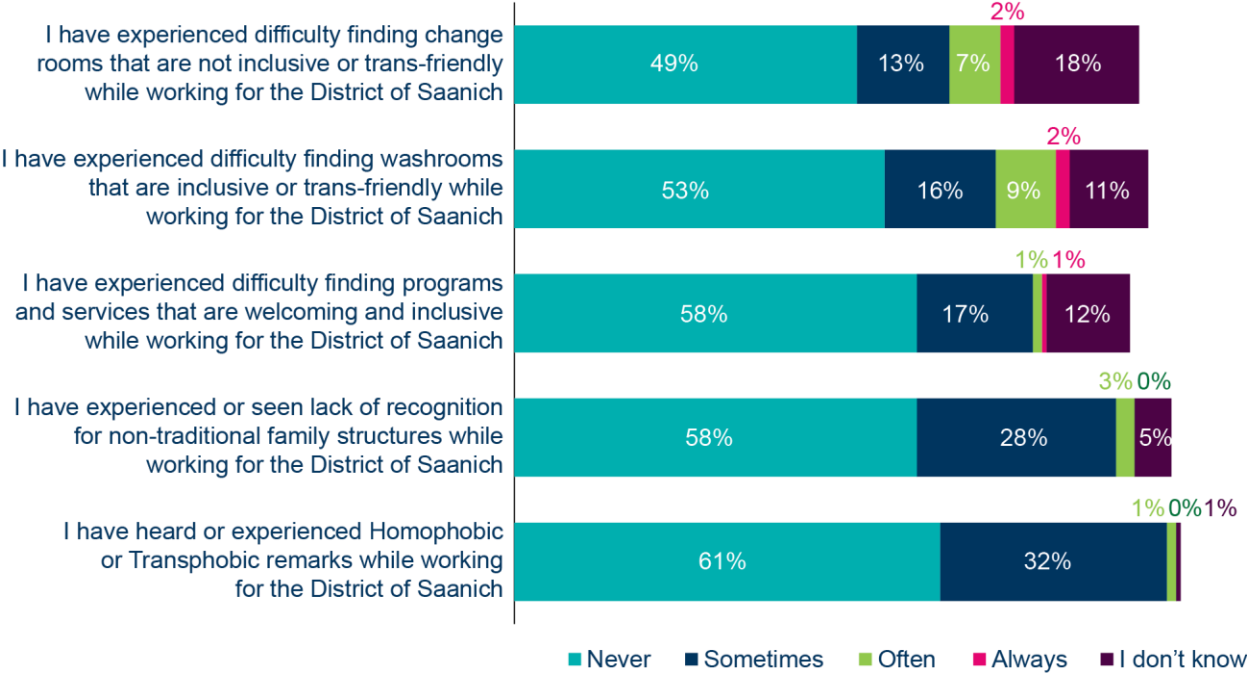 2%
I have experienced difficulty finding change
rooms that are not inclusive or trans-friendly
while working for the District of Saanich
49% 13% 7% 18%
2%
I have experienced difficulty finding washrooms
that are inclusive or trans-friendly while
working for the District of Saanich
53% 16% 9% 11%
1% 1%
I have experienced difficulty finding programs
and services that are welcoming and inclusive
while working for the District of Saanich
58% 17% 12%
3% 0%
I have experienced or seen lack of recognition
for non-traditional family structures while
working for the District of Saanich
58% 28% 5%
1% 0% 1%
I have heard or experienced Homophobic
or Transphobic remarks while working
for the District of Saanich
61% 32%
Never Sometimes Often Always I don’t know